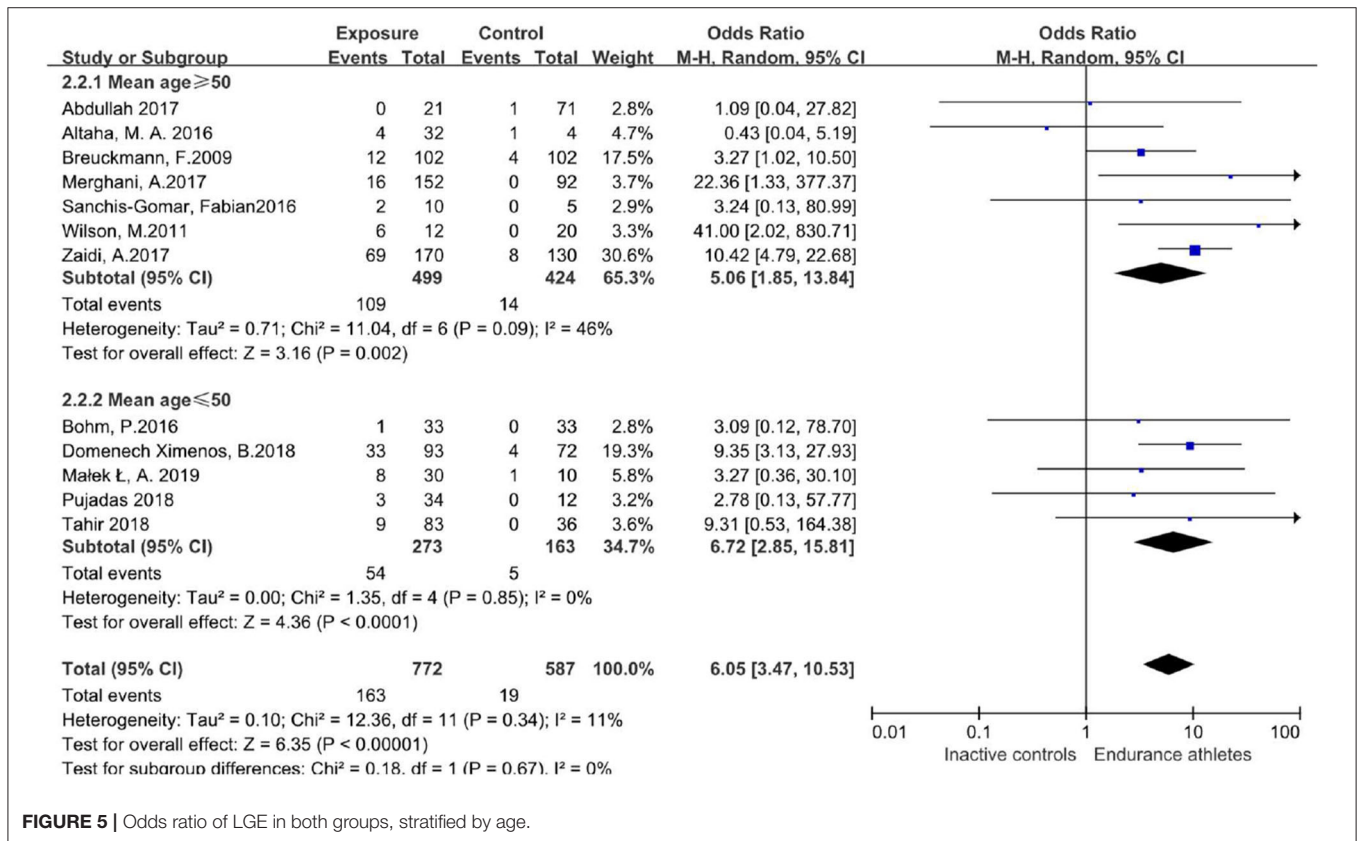 Exposure Control Odds Ratio Odds Ratio
Study or Subgroup Events Total Events Total Weight M-H, Random, 95% CI M-H, Random, 95% CI
2.2.1 Mean age≥50
Abdullah 2017 0 21 1 71 2.8% 1.09 [0.04, 27.82]
Altaha, M. A. 2016 4 32 1 4 4.7% 0.43 [0.04, 5.19]
Breuckmann, F.2009 12 102 4 102 17.5% 3.27 [1.02, 10.50]
Merghani, A.2017 16 152 0 92 3.7% 22.36 [1.33, 377.37]
Sanchis-Gomar, Fabian2016 2 10 0 5 2.9% 3.24 [0.13, 80.99]
Wilson, M.2011 6 12 0 20 3.3% 41.00 [2.02, 830.71]
Zaidi, A.2017 69 170 8 130 30.6% 10.42 [4.79, 22.68]
Subtotal (95% CI) 499 424 65.3% 5.06 [1.85, 13.84]
Total events 109 14
Heterogeneity: Tau² = 0.71; Chi² = 11.04, df = 6 (P = 0.09); I² = 46%
Test for overall effect: Z = 3.16 (P = 0.002)
2.2.2 Mean age≤50
Bohm, P.2016 1 33 0 33 2.8% 3.09 [0.12, 78.70]
Domenech Ximenos, B.2018 33 93 4 72 19.3% 9.35 [3.13, 27.93]
Małek Ł, A. 2019 8 30 1 10 5.8% 3.27 [0.36, 30.10]
Pujadas 2018 3 34 0 12 3.2% 2.78 [0.13, 57.77]
Tahir 2018 9 83 0 36 3.6% 9.31 [0.53, 164.38]
Subtotal (95% CI) 273 163 34.7% 6.72 [2.85, 15.81]
Total events 54 5
Heterogeneity: Tau² = 0.00; Chi² = 1.35, df = 4 (P = 0.85); I² = 0%
Test for overall effect: Z = 4.36 (P < 0.0001)
Total (95% CI) 772 587 100.0% 6.05 [3.47, 10.53]
Total events 163 19
Heterogeneity: Tau² = 0.10; Chi² = 12.36, df = 11 (P = 0.34); I² = 11%
Test for overall effect: Z = 6.35 (P < 0.00001)
Test for subgroup differences: Chi² = 0.18, df = 1 (P = 0.67), I² = 0%
0.01 0.1 1 10 100
Inactive controls Endurance athletes
FIGURE 5 | Odds ratio of LGE in both groups, stratified by age.